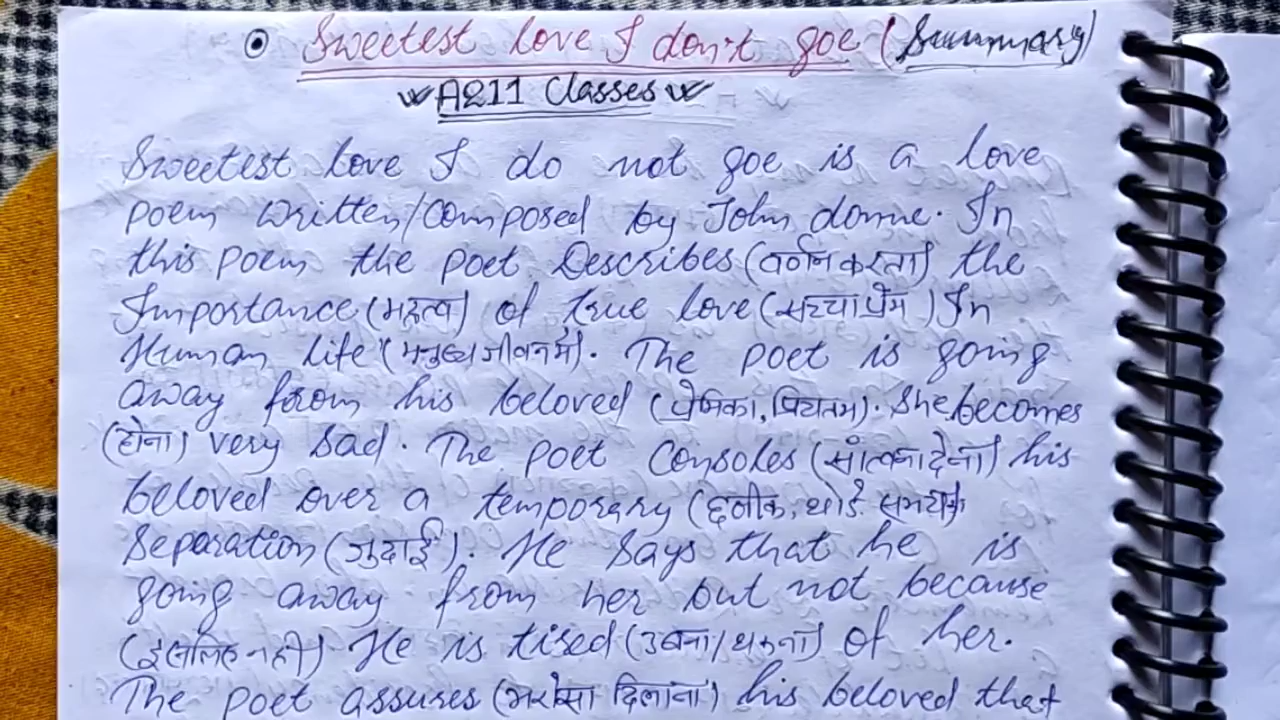 Sweetest love I don't goe (Summary)
A211 Classes
Sweetest love I do not goe is a love
poem written/composed by John donne. In
this poem the poet Describes (वर्णन करता) the
Importance (महत्व) of true love (सच्चा प्रेम) In
Human life (मनुष्य जीवन में). The poet is going
away from his beloved (प्रेमिका, प्रियतम). She becomes
(होना) very sad. The poet Consoles (सांत्वना देना) his
beloved over a temporary (छनीक, थोड़े समय के
Separation (जुदाई). He says that he is
going away from her but not because
(इसलिए नही) He is tired (उबना/थकना) of her.
The poet assures (भरोसा दिलाना) his beloved that